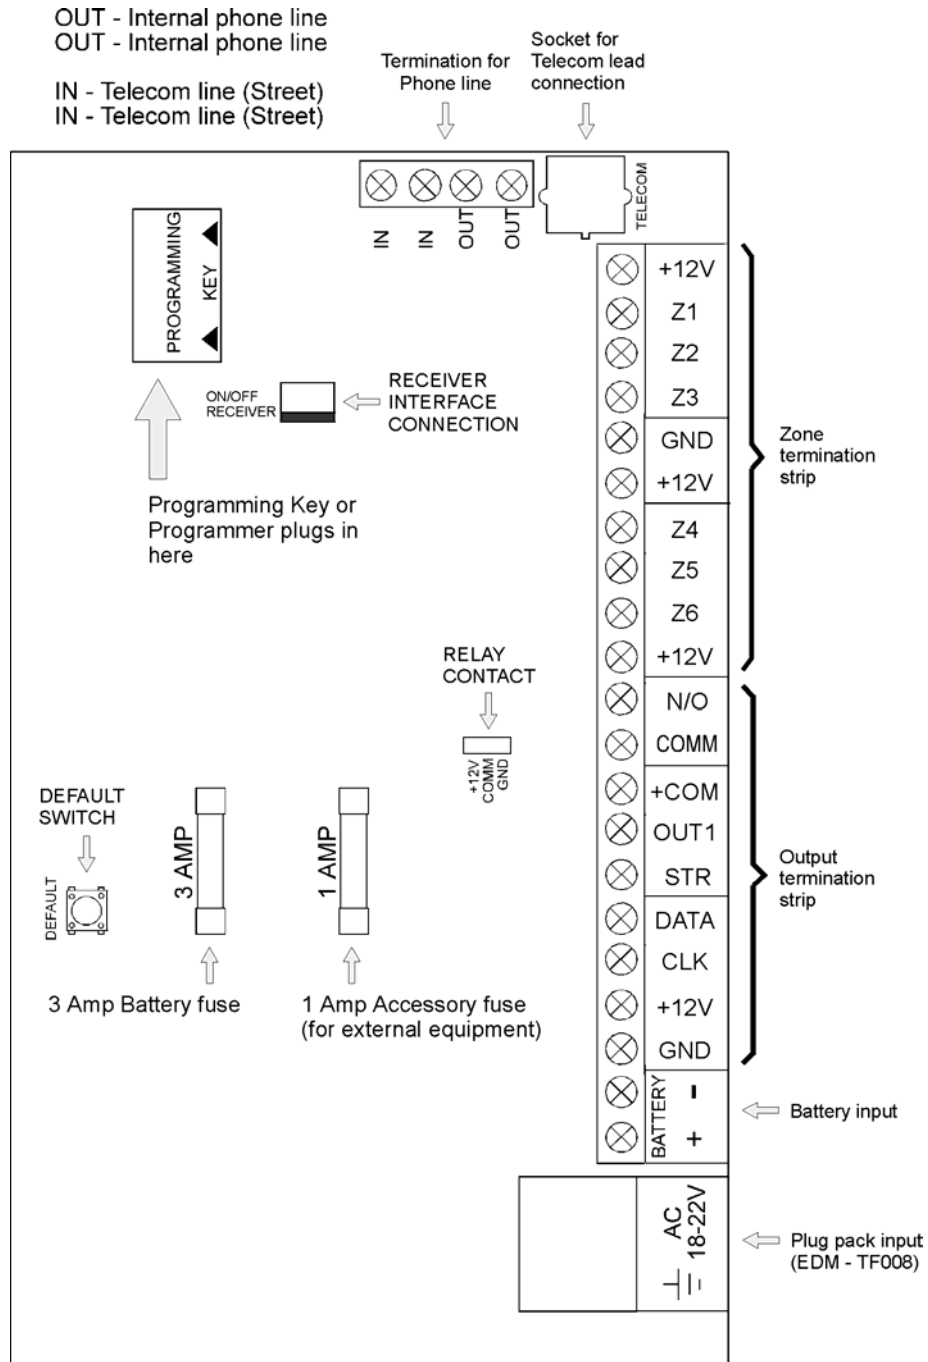 OUT - Internal phone line
OUT - Internal phone line
IN - Telecom line (Street)
IN - Telecom line (Street)
Termination for
Phone line
Socket for
Telecom lead
connection
IN
IN
OUT
OUT
TELECOM
PROGRAMMING
KEY
ON/OFF
RECEIVER
RECEIVER
INTERFACE
CONNECTION
Programming Key or
Programmer plugs in
here
+12V
Z1
Z2
Z3
GND
+12V
Z4
Z5
Z6
+12V
Zone
termination
strip
RELAY
CONTACT
+12V
COMM
GND
N/O
COMM
+COM
OUT1
STR
DATA
CLK
+12V
GND
Output
termination
strip
DEFAULT
SWITCH
DEFAULT
3 AMP
1 AMP
3 Amp Battery fuse
1 Amp Accessory fuse
(for external equipment)
BATTERY
-
+
Battery input
AC
18-22V
Plug pack input
(EDM - TF008)